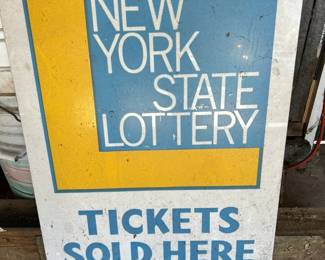 NEW
YORK
STATE
LOTTERY
TICKETS
SOLD HERE